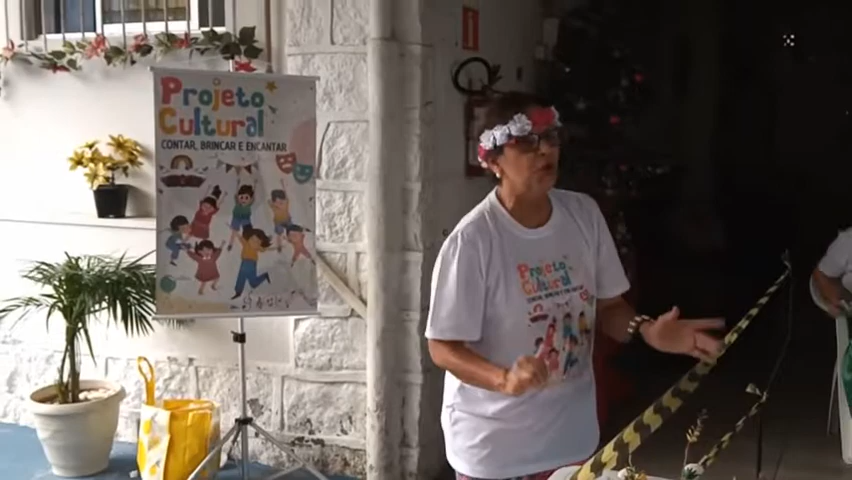 Projeto
Cultural
CONTAR, BRINCAR E ENCANTAR
Projeto
Cultural